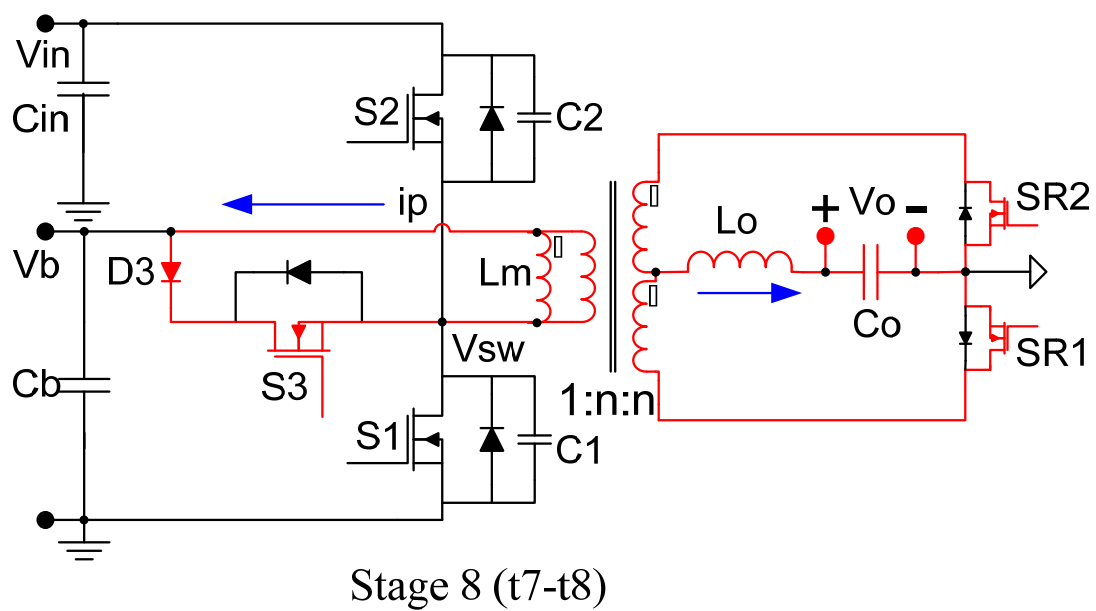 Vin
Cin
S2
C2
ip
Vb
D3
S3
Cb
Lm
Vsw
S1
C1
1:n:n
Lo
+ Vo -
Co
SR2
SR1
Stage 8 (t7-t8)